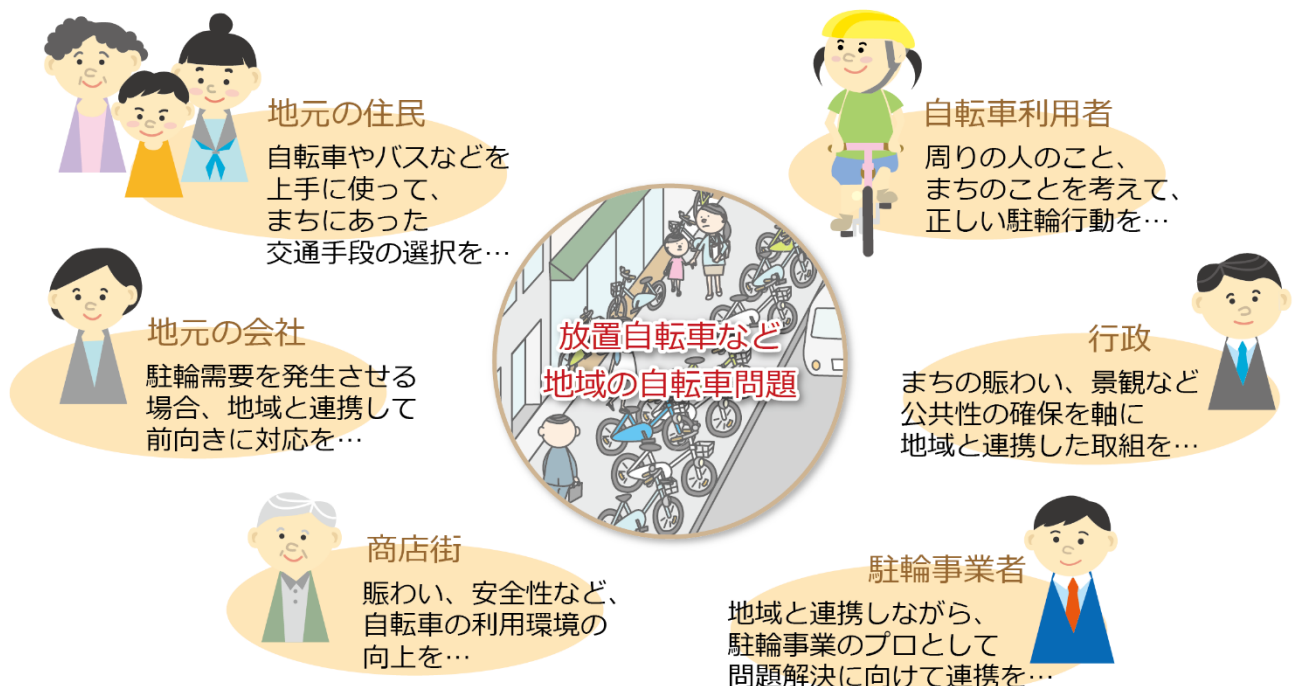 地元の住民
自転車やバスなどを
上手に使って、
まちにあった
交通手段の選択を…
自転車利用者
周りの人のこと、
まちのことを考えて、
正しい駐輪行動を…
地元の会社
駐輪需要を発生させる
場合、地域と連携して
前向きに対応を…
放置自転車など
地域の自転車問題
行政
まちの賑わい、景観など
公共性の確保を軸に
地域と連携した取組を…
商店街
賑わい、安全性など、
自転車の利用環境の
向上を…
駐輪事業者
地域と連携しながら、
駐輪事業のプロとして
問題解決に向けて連携を…